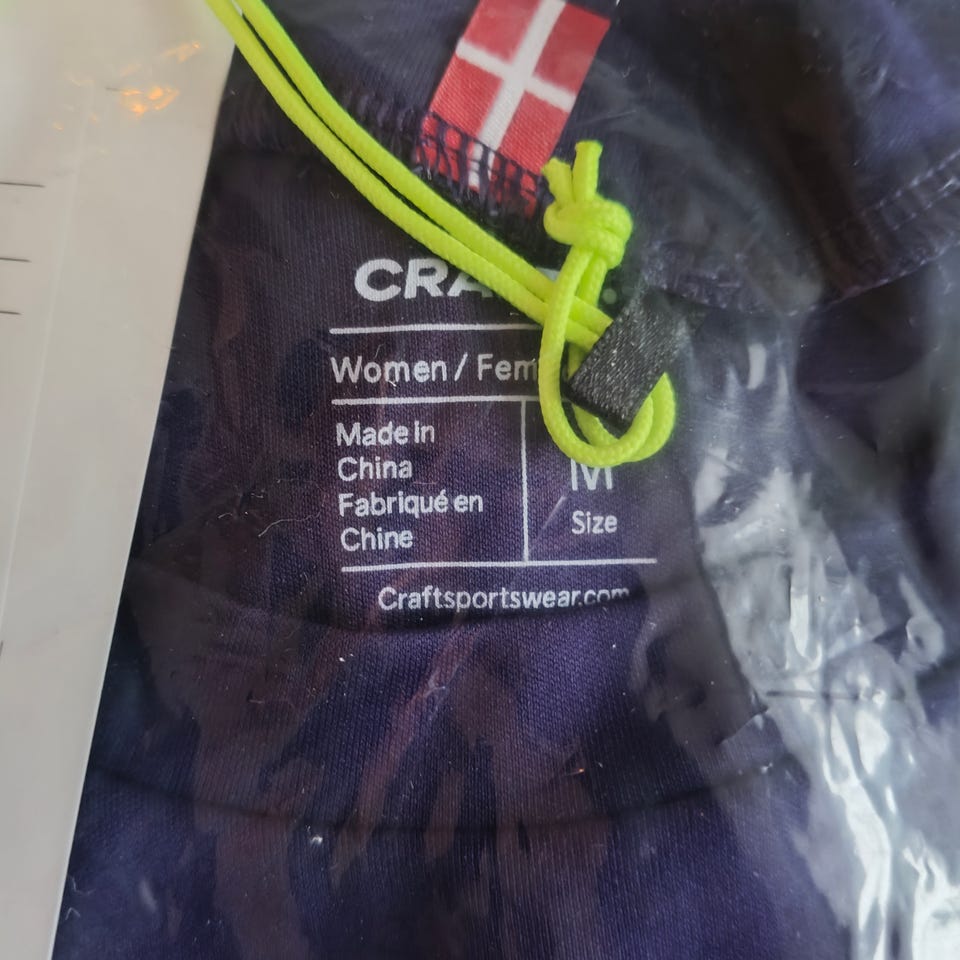 CRA
Women / Fem
Made in
China
Fabriqué en
Chine
M
Size
Craftsportswear.com